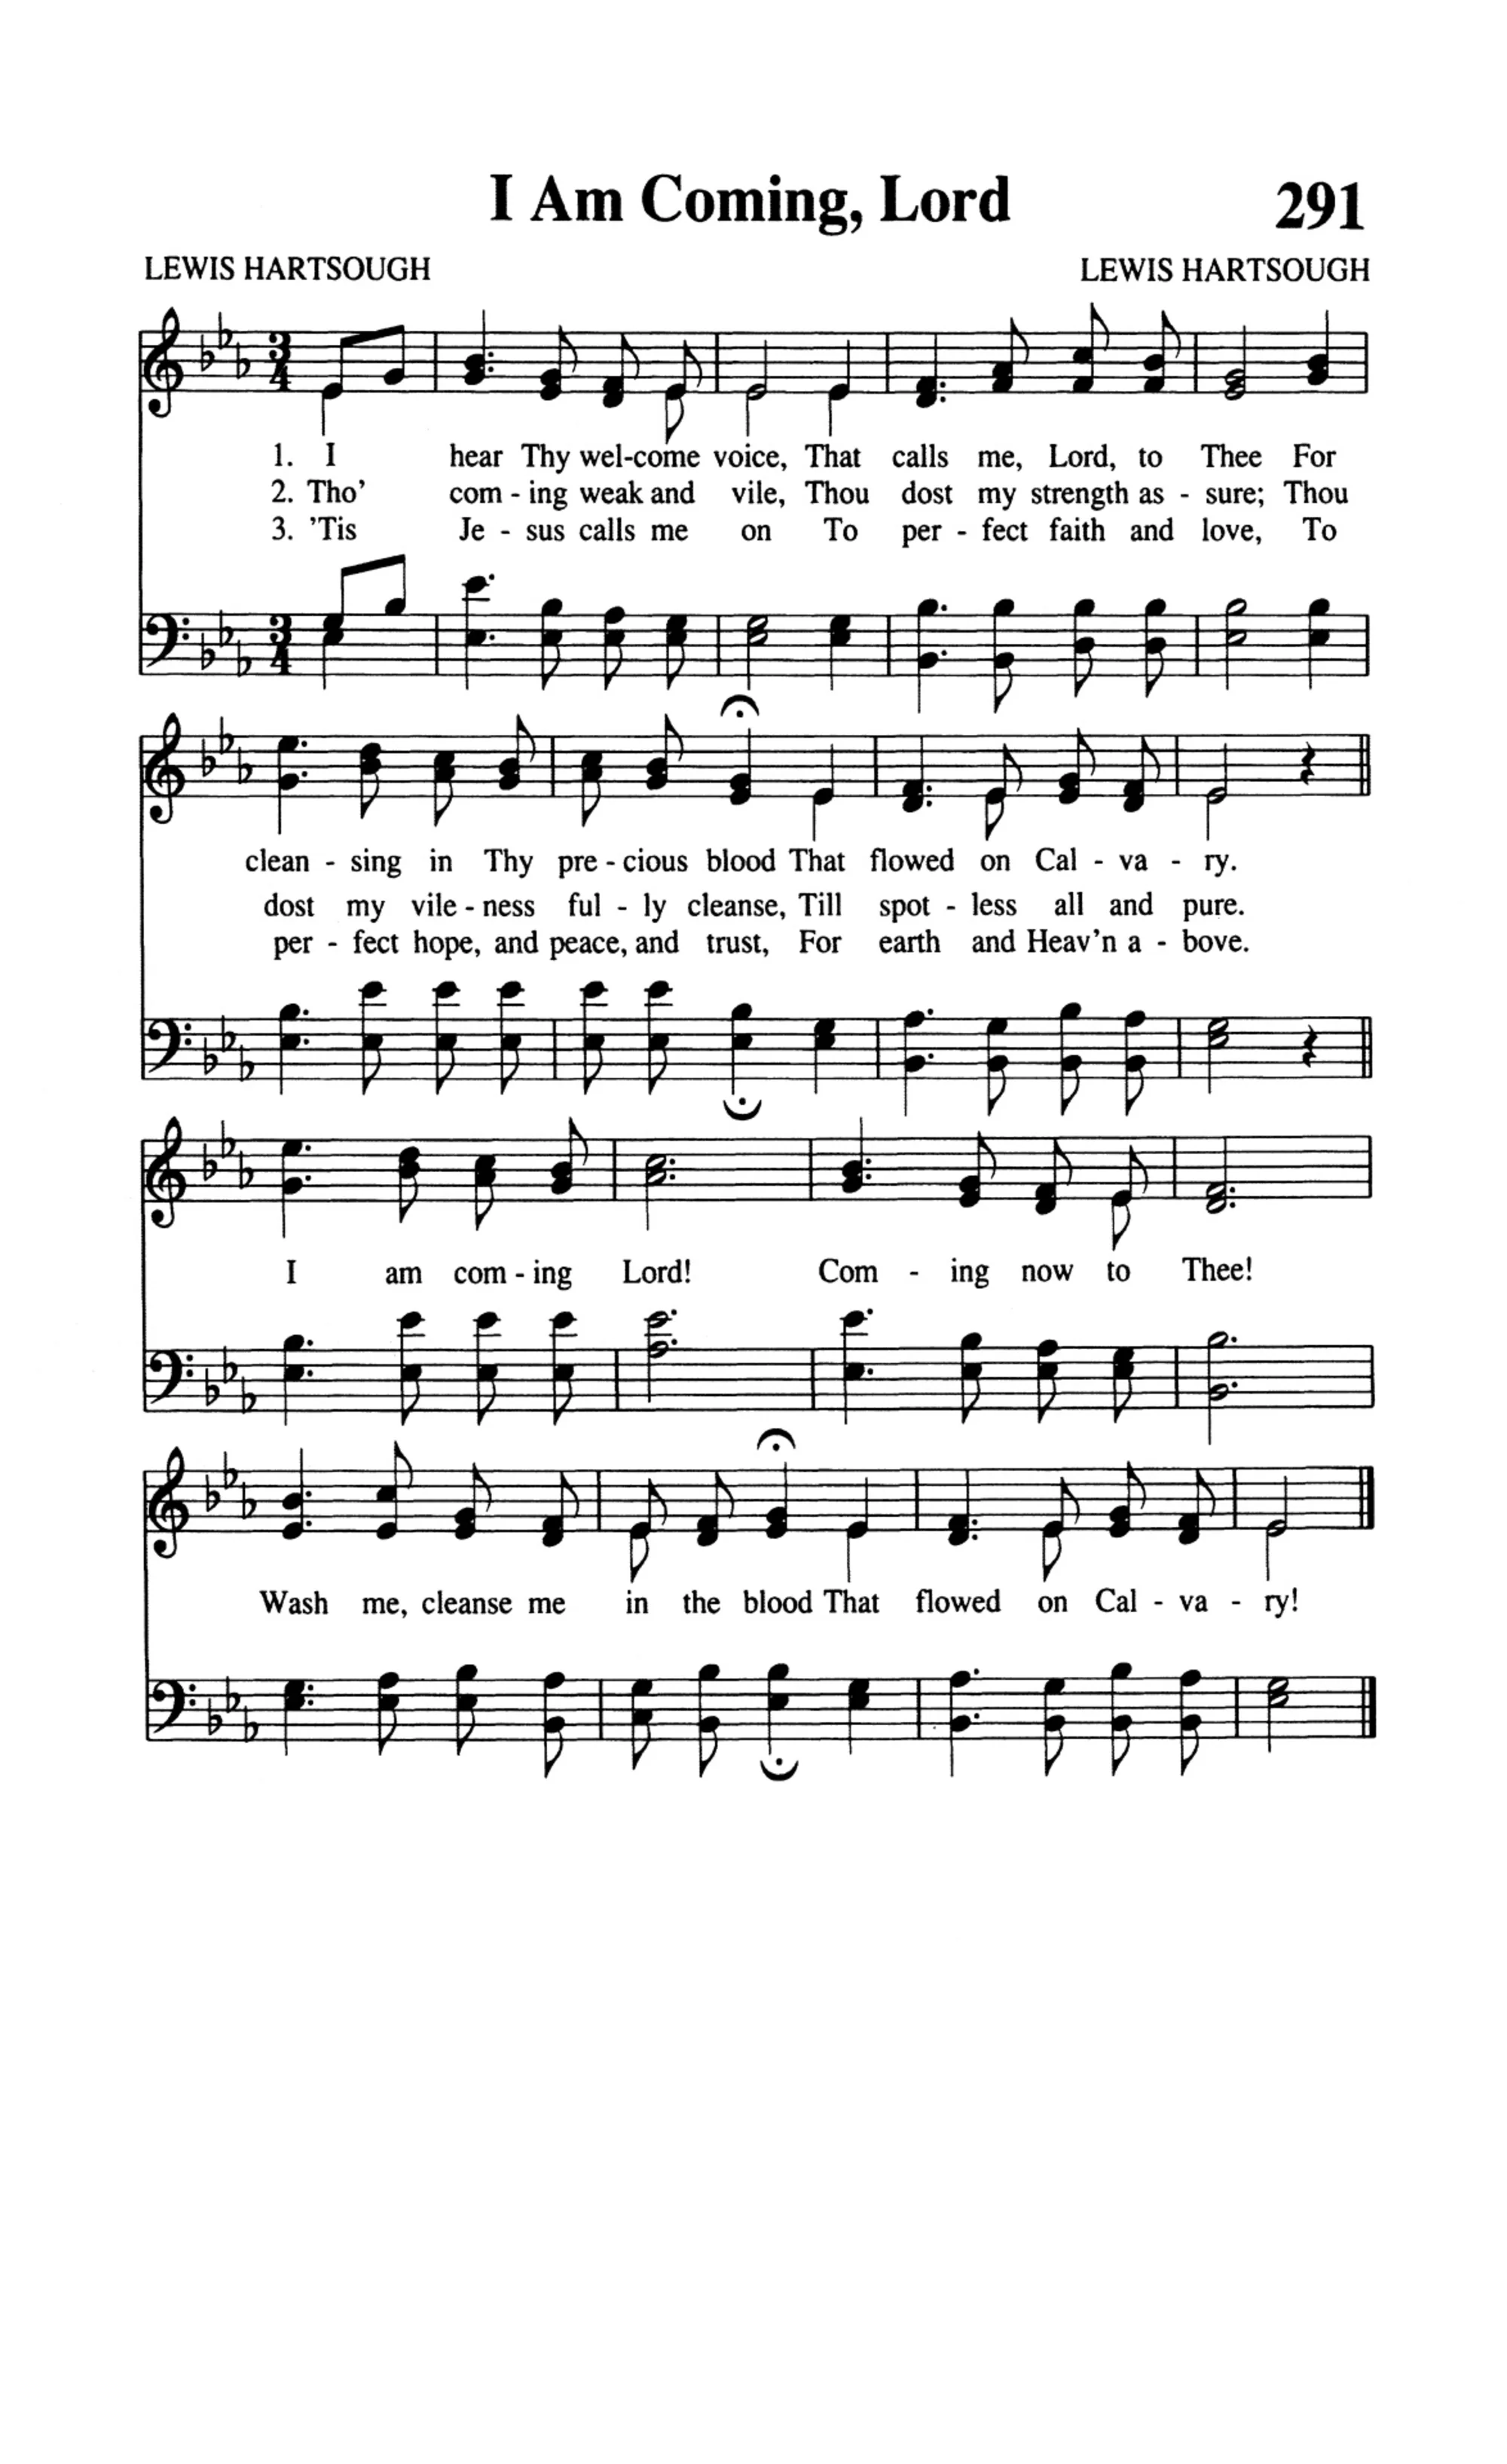 I Am Coming, Lord 291
LEWIS HARTSOUGH LEWIS HARTSOUGH
3
4
1. I hear Thy wel-come voice, That calls me, Lord, to Thee For
2. Tho' com - ing weak and vile, Thou dost my strength as - sure; Thou
3. 'Tis Je - sus calls me on To per - fect faith and love, To
3
4
clean - sing in Thy pre - cious blood That flowed on Cal - va - ry.
dost my vile - ness ful - ly cleanse, Till spot - less all and pure.
per - fect hope, and peace, and trust, For earth and Heav'n a - bove.
I am com - ing Lord! Com - ing now to Thee!
Wash me, cleanse me in the blood That flowed on Cal - va - ry!